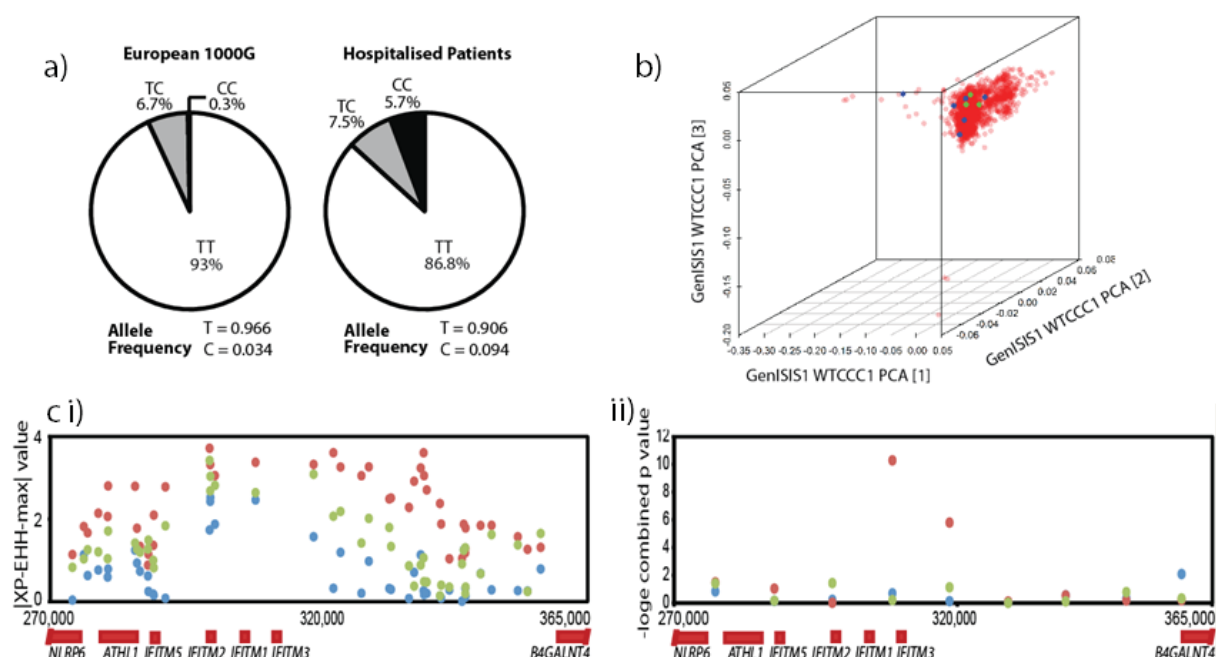 a)
European 1000G
Hospitalised Patients
TC
6.7%
CC
0.3%
TT
93%
TC
7.5%
CC
5.7%
TT
86.8%
Allele
Frequency
T = 0.966
C = 0.034
Allele
Frequency
T = 0.906
C = 0.094
b)
GenISIS1 WTCCC1 PCA [3]
0.05
0.00
-0.05
-0.10
-0.15
-0.20
-0.35 -0.30 -0.25 -0.20 -0.15 -0.10 -0.05 0.00 0.05
GenISIS1 WTCCC1 PCA [1]
-0.06
-0.04
-0.02
0.00
0.02
0.04
0.06
0.08
GenISIS1 WTCCC1 PCA [2]
c i)
|XP-EHH-max| value
4
2
0
270,000 320,000 365,000
NLRP6 ATHL1 IFITM5 IFITM2 IFITM1 IFITM3 B4GALNT4
ii)
-loge combined p value
12
10
8
6
4
2
0
270,000 320,000 365,000
NLRP6 ATHL1 IFITM5 IFITM2 IFITM1 IFITM3 B4GALNT4